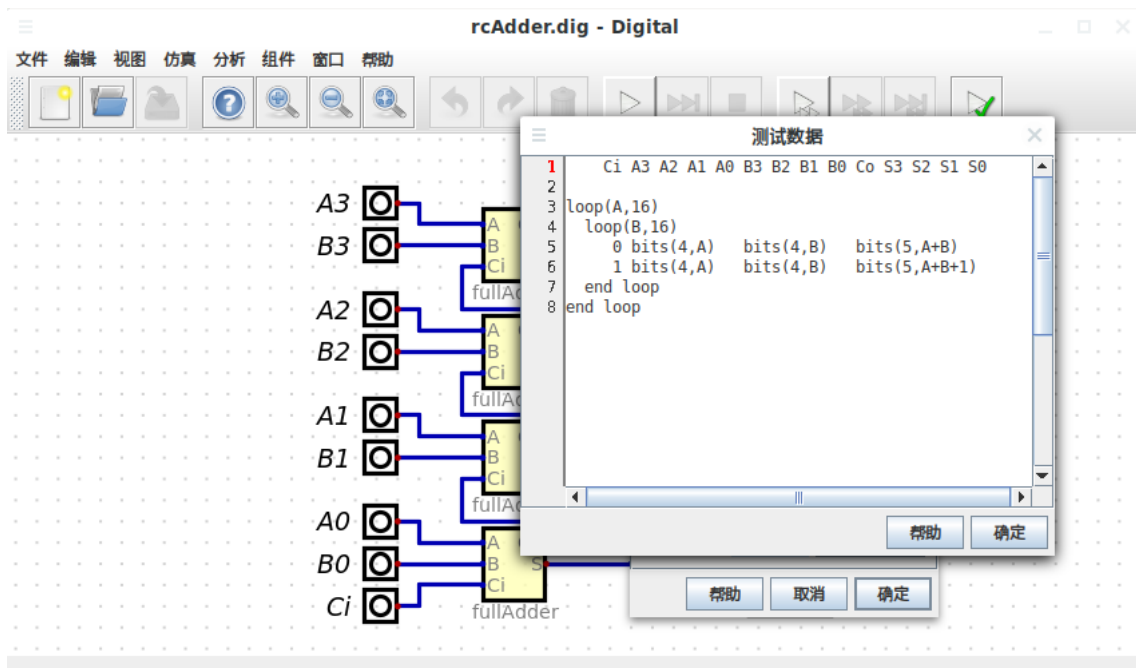 rcAdder.dig - Digital
文件 编辑 视图 仿真 分析 组件 窗口 帮助
测试数据
1 Ci A3 A2 A1 A0 B3 B2 B1 B0 Co S3 S2 S1 S0
2
3 loop(A,16)
4 loop(B,16)
5 0 bits(4,A) bits(4,B) bits(5,A+B)
6 1 bits(4,A) bits(4,B) bits(5,A+B+1)
7 end loop
8 end loop
帮助 确定
A3
A
B3
B
Ci
A2
A
B2
B
Ci
A1
A
B1
B
Ci
A0
A
B0
B S
Ci
Ci
fullAdder
帮助 取消 确定